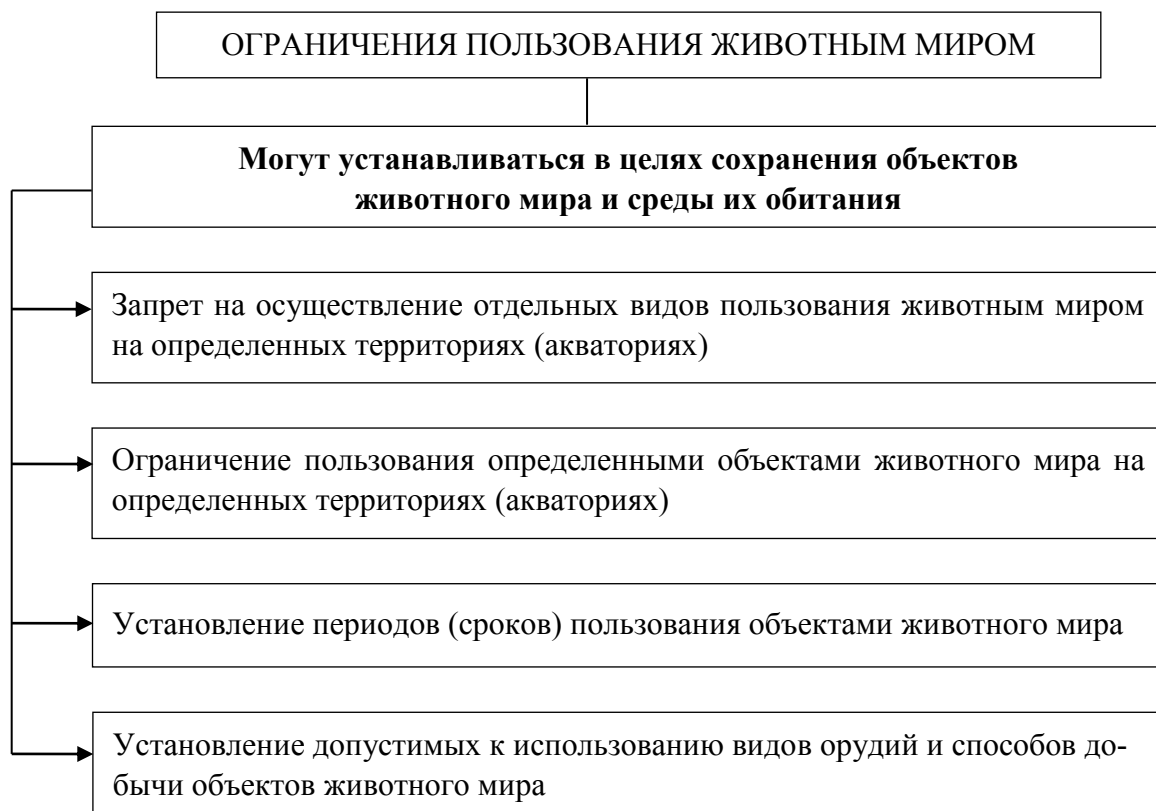 ОГРАНИЧЕНИЯ ПОЛЬЗОВАНИЯ ЖИВОТНЫМ МИРОМ
Могут устанавливаться в целях сохранения объектов
животного мира и среды их обитания
Запрет на осуществление отдельных видов пользования животным миром
на определенных территориях (акваториях)
Ограничение пользования определенными объектами животного мира на
определенных территориях (акваториях)
Установление периодов (сроков) пользования объектами животного мира
Установление допустимых к использованию видов орудий и способов до-
бычи объектов животного мира